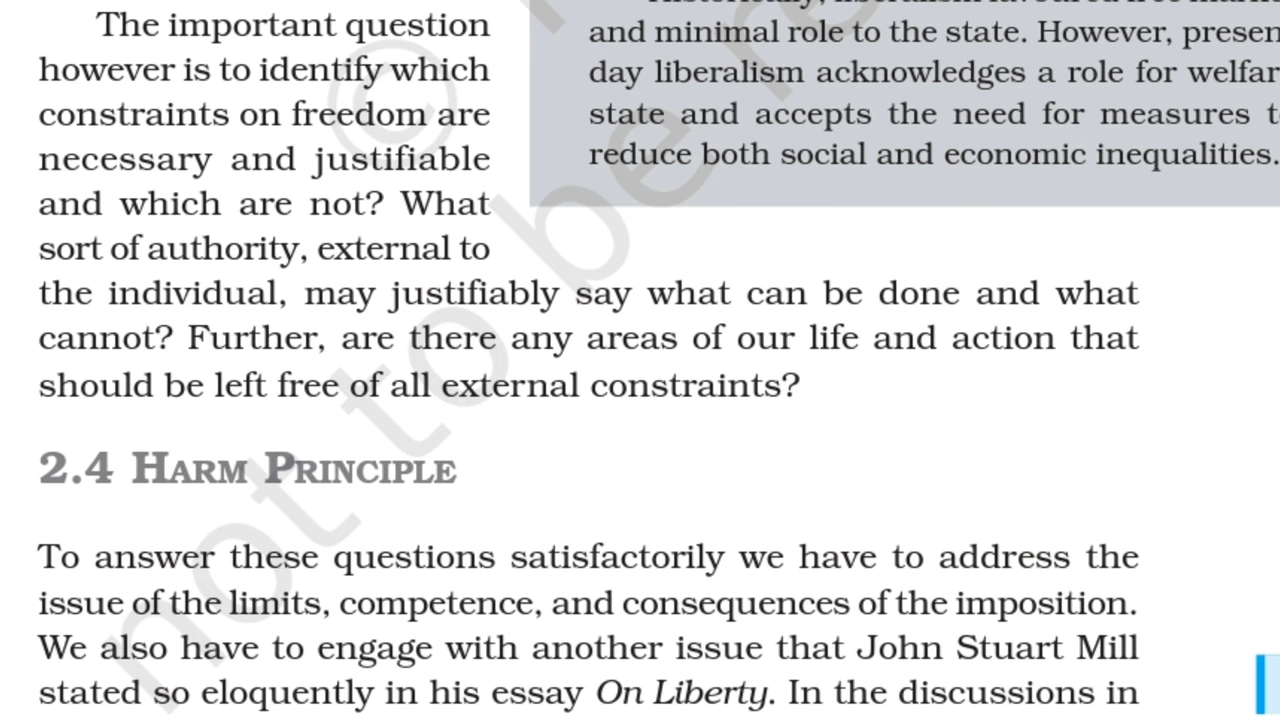 The important question
however is to identify which
constraints on freedom are
necessary and justifiable
and which are not? What
sort of authority, external to
the individual, may justifiably say what can be done and what
cannot? Further, are there any areas of our life and action that
should be left free of all external constraints?
and minimal role to the state. However, presen
day liberalism acknowledges a role for welfar
state and accepts the need for measures t
reduce both social and economic inequalities.
2.4 HARM PRINCIPLE
To answer these questions satisfactorily we have to address the
issue of the limits, competence, and consequences of the imposition.
We also have to engage with another issue that John Stuart Mill
stated so eloquently in his essay On Liberty. In the discussions in
© not to be re